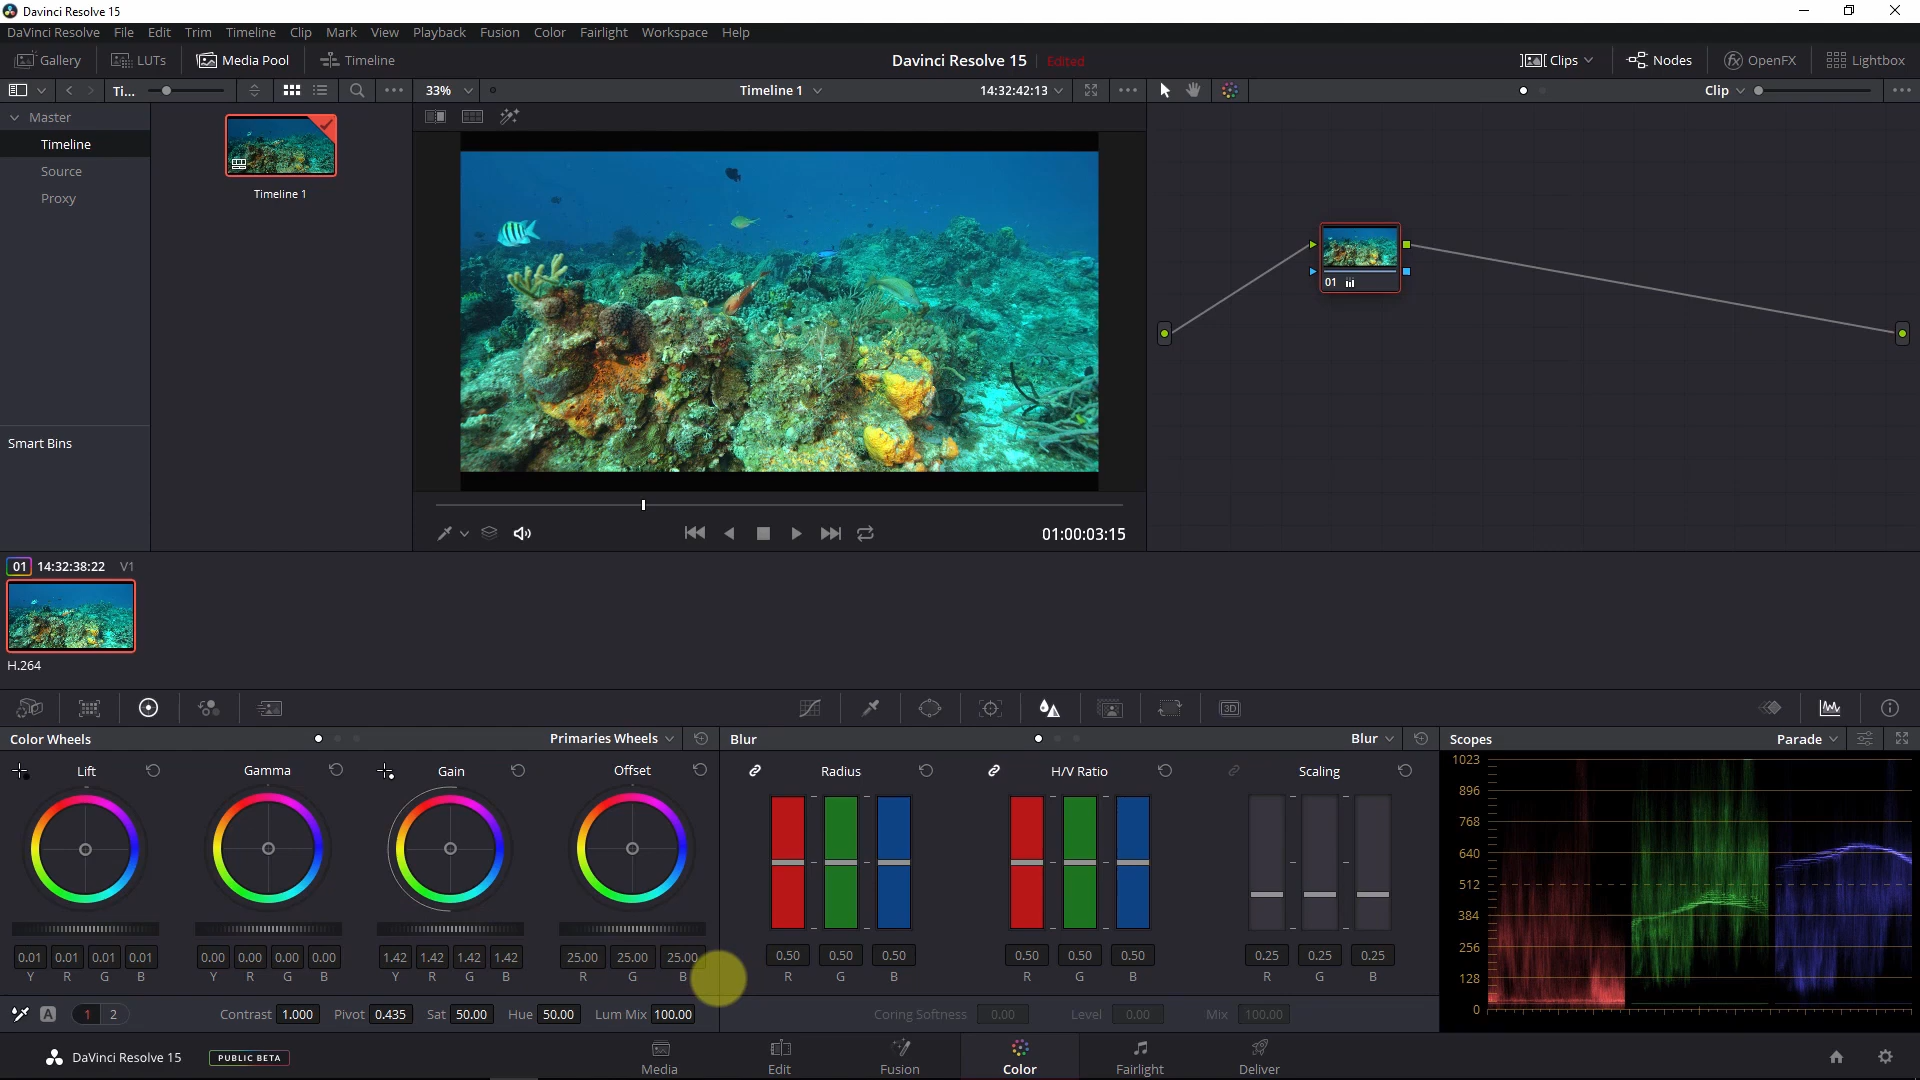 Davinci Resolve 15
DaVinci Resolve File Edit Trim Timeline Clip Mark View Playback Fusion Color Fairlight Workspace Help
Gallery LUTs Media Pool Timeline Davinci Resolve 15 Edited Clips Nodes OpenFX Lightbox
Ti... 33% Timeline 1 14:32:42:13 Clip
Master
Timeline
Source
Proxy
Timeline 1
Smart Bins
01
01:00:03:15
01 14:32:38:22 V1
H.264
3D
Color Wheels Primaries Wheels Blur Blur Scopes Parade
Lift Gamma Gain Offset Radius H/V Ratio Scaling
1023
896
768
640
512
384
256
128
0
0.01 0.01 0.01 0.01 0.00 0.00 0.00 0.00 1.42 1.42 1.42 1.42 25.00 25.00 25.00 0.50 0.50 0.50 0.50 0.50 0.50 0.25 0.25 0.25
Y R G B Y R G B Y R G B R G B R G B R G B R G B
A 1 2 Contrast 1.000 Pivot 0.435 Sat 50.00 Hue 50.00 Lum Mix 100.00 Coring Softness 0.00 Level 0.00 Mix 100.00
DaVinci Resolve 15 PUBLIC BETA Media Edit Fusion Color Fairlight Deliver